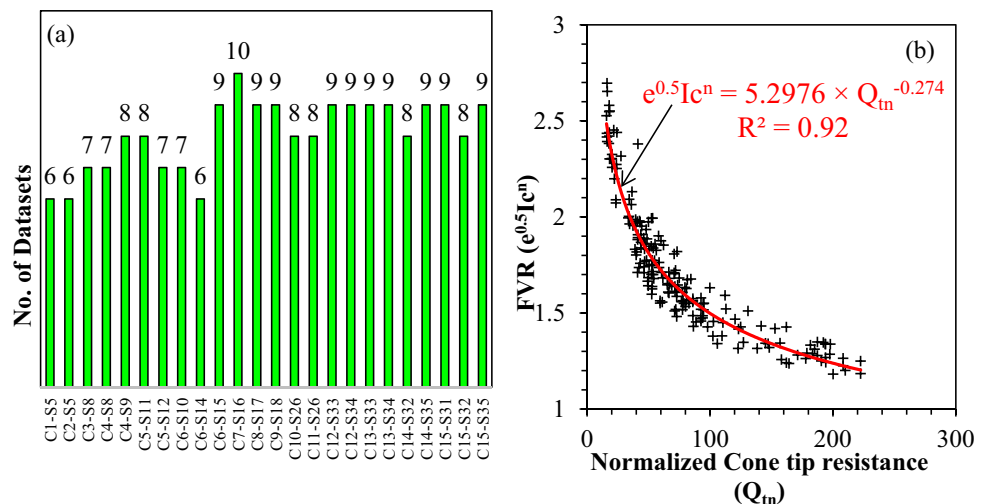 (a)
No. of Datasets
6 6 7 7 8 8 7 7 6 9 10 9 9 8 8 9 9 9 9 8 9 9 8 9
C1-S5
C2-S5
C3-S8
C4-S8
C4-S9
C5-S11
C5-S12
C6-S10
C6-S14
C6-S15
C7-S16
C8-S17
C9-S18
C10-S26
C11-S26
C12-S33
C12-S34
C13-S33
C13-S34
C14-S32
C14-S35
C15-S31
C15-S32
C15-S35
(b)
e^0.5Ic^n = 5.2976 × Q_tn^-0.274
R² = 0.92
FVR (e^0.5Ic^n)
3
2.5
2
1.5
1
0 100 200 300
Normalized Cone tip resistance
(Q_tn)